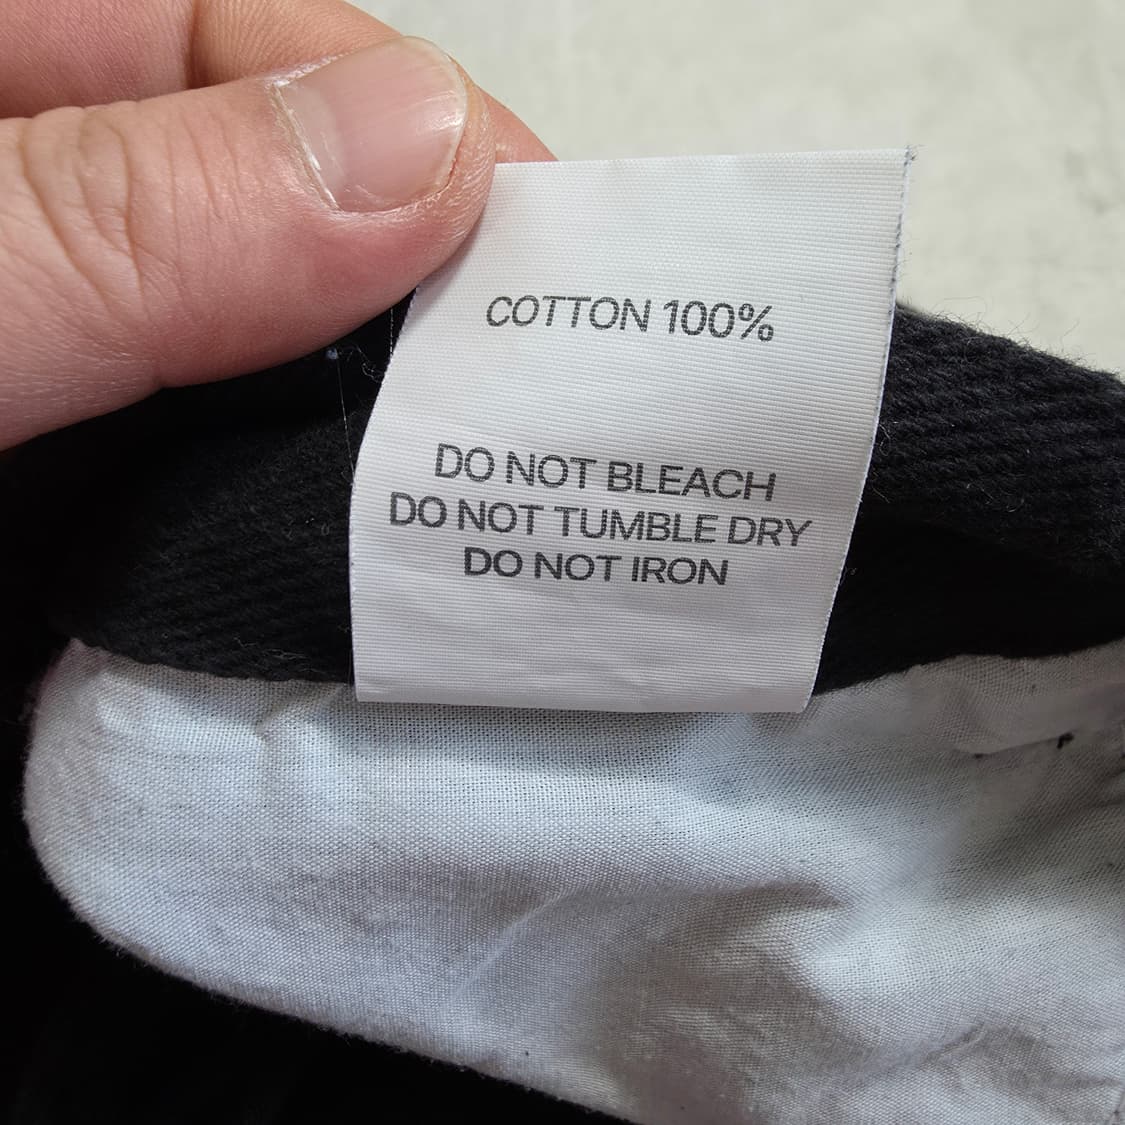 COTTON 100%
DO NOT BLEACH
DO NOT TUMBLE DRY
DO NOT IRON